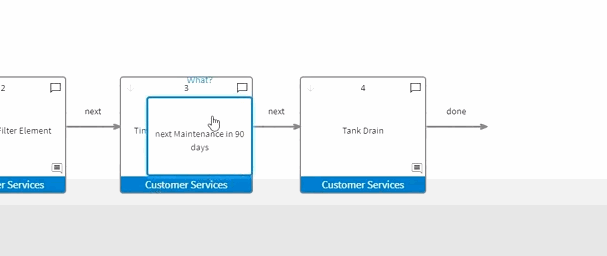 What?
2
3
4
next
next
done
Filter Element
Tim
next Maintenance in 90
days
Tank Drain
er Services
Customer Services
Customer Services